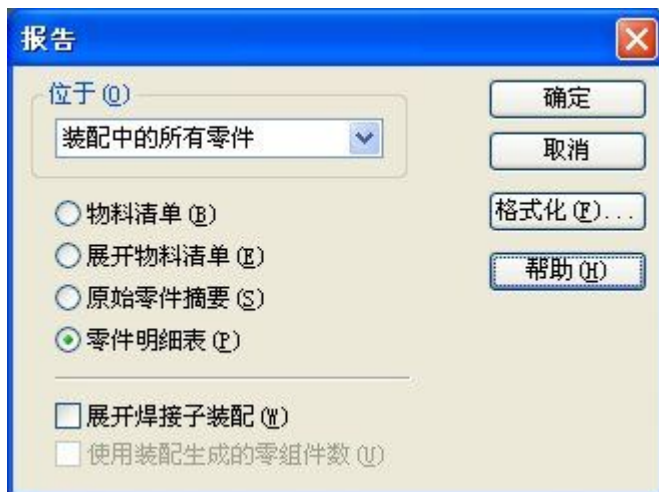 报告
位于(O)
装配中的所有零件
确定
取消
格式化(F)...
帮助(H)
物料清单(B)
展开物料清单(E)
原始零件摘要(S)
零件明细表(P)
展开焊接子装配(W)
使用装配生成的零组件数(U)